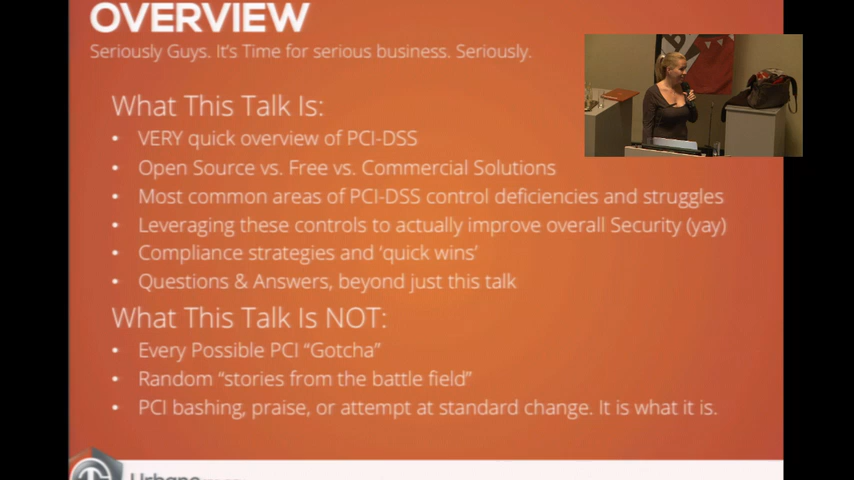 OVERVIEW
Seriously Guys. It's Time for serious business. Seriously.
What This Talk Is:
• VERY quick overview of PCI-DSS
• Open Source vs. Free vs. Commercial Solutions
• Most common areas of PCI-DSS control deficiencies and struggles
• Leveraging these controls to actually improve overall Security (yay)
• Compliance strategies and ‘quick wins’
• Questions & Answers, beyond just this talk
What This Talk Is NOT:
• Every Possible PCI “Gotcha”
• Random “stories from the battle field”
• PCI bashing, praise, or attempt at standard change. It is what it is.